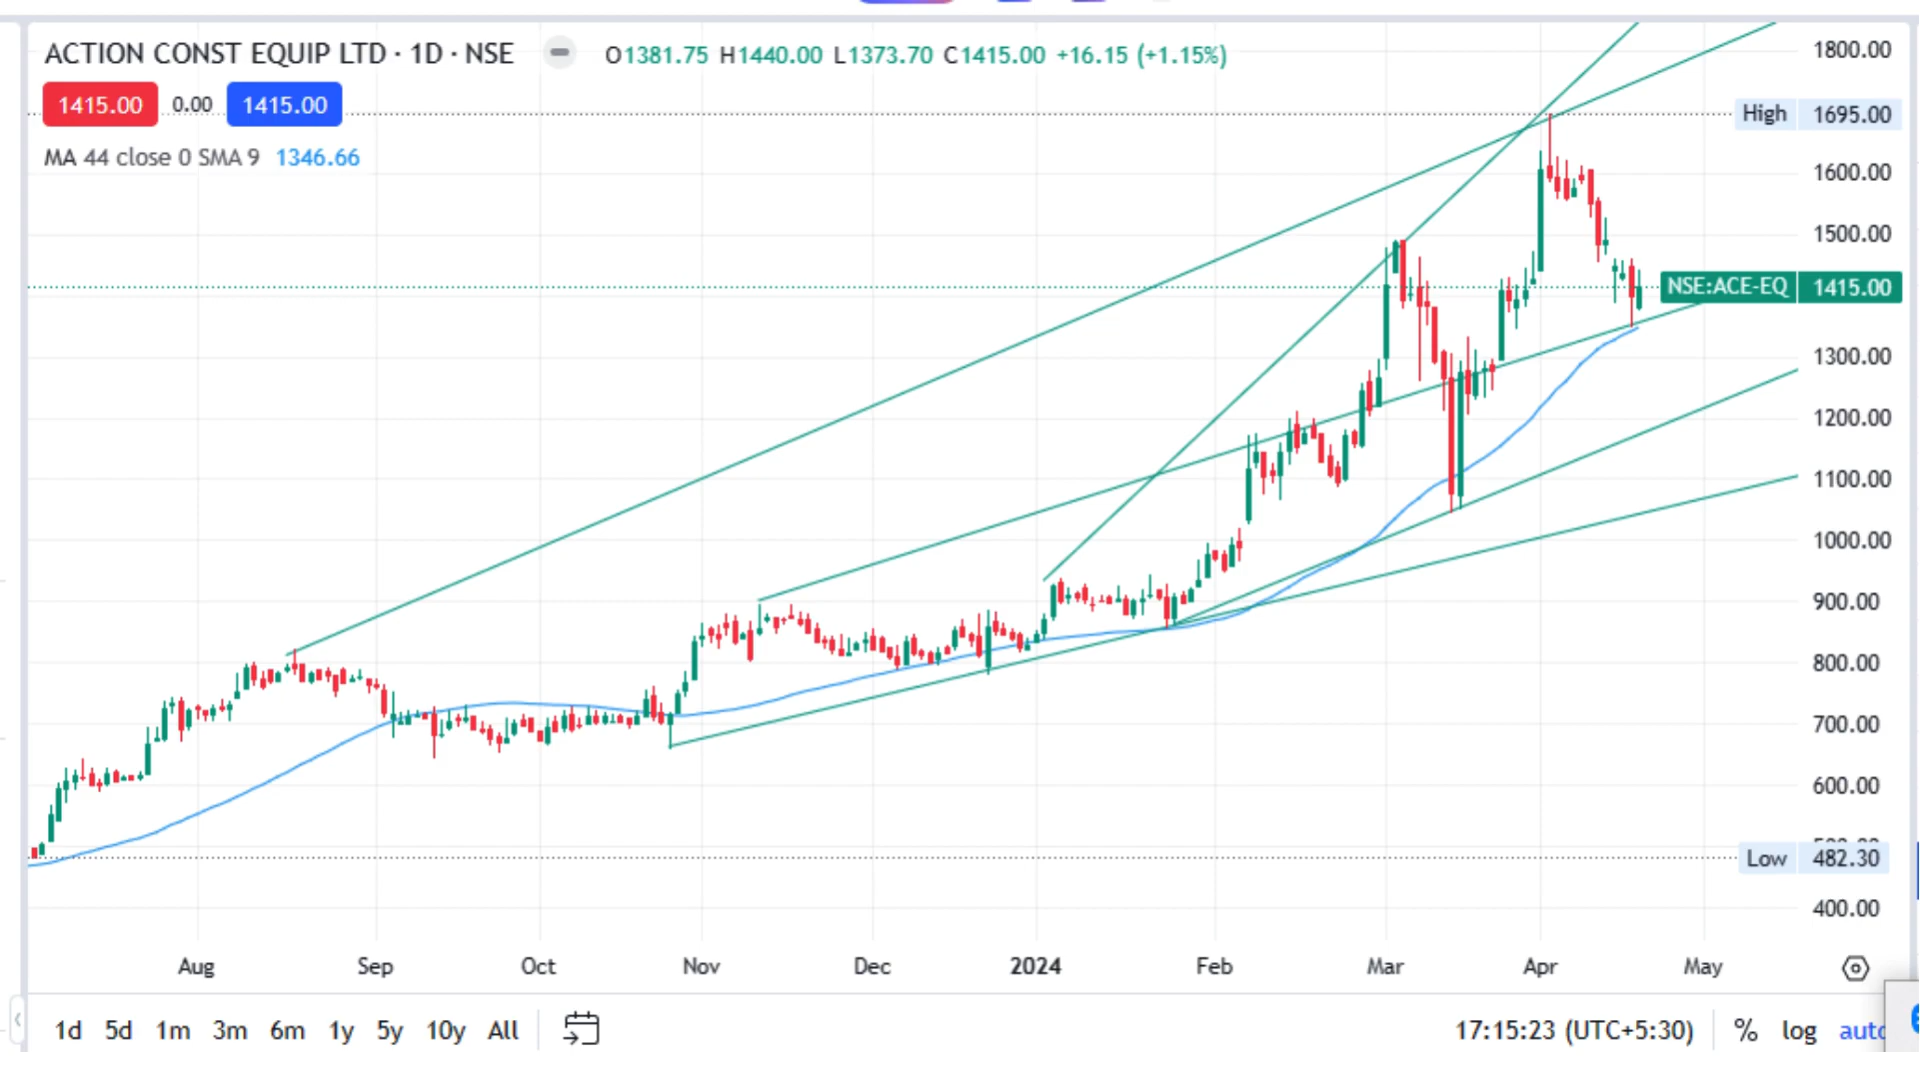 ACTION CONST EQUIP LTD · 1D · NSE O1381.75 H1440.00 L1373.70 C1415.00 +16.15 (+1.15%)
1415.00 0.00 1415.00
MA 44 close 0 SMA 9 1346.66
1800.00
High 1695.00
1600.00
1500.00
NSE:ACE-EQ 1415.00
1300.00
1200.00
1100.00
1000.00
900.00
800.00
700.00
600.00
Low 482.30
400.00
Aug Sep Oct Nov Dec 2024 Feb Mar Apr May
1d 5d 1m 3m 6m 1y 5y 10y All 17:15:23 (UTC+5:30) % log